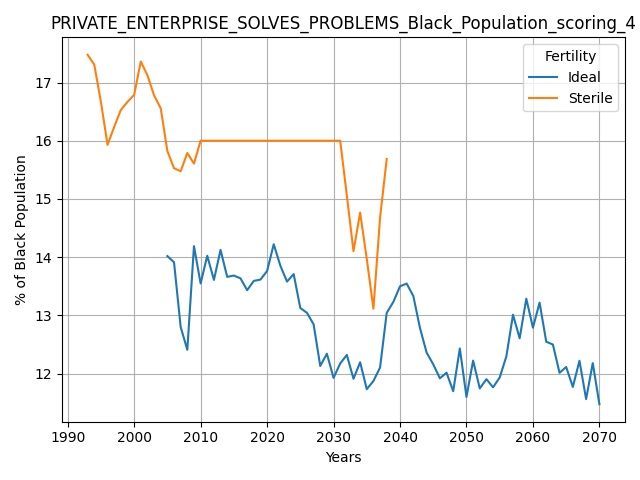 PRIVATE_ENTERPRISE_SOLVES_PROBLEMS_Black_Population_scoring_4
Fertility
Ideal
Sterile
% of Black Population
17
16
15
14
13
12
1990 2000 2010 2020 2030 2040 2050 2060 2070
Years